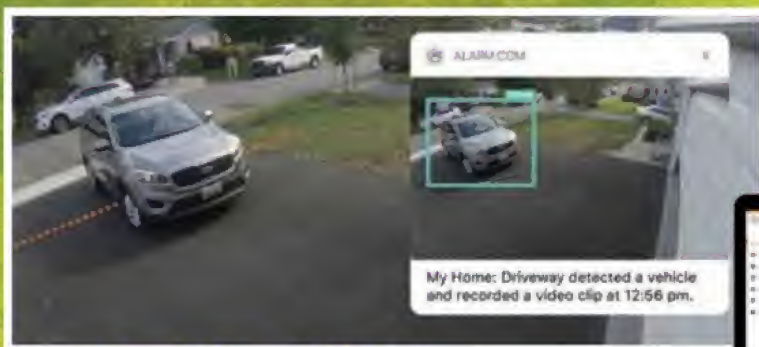 ALARM.COM
My Home: Driveway detected a vehicle
and recorded a video clip at 12:56 pm.